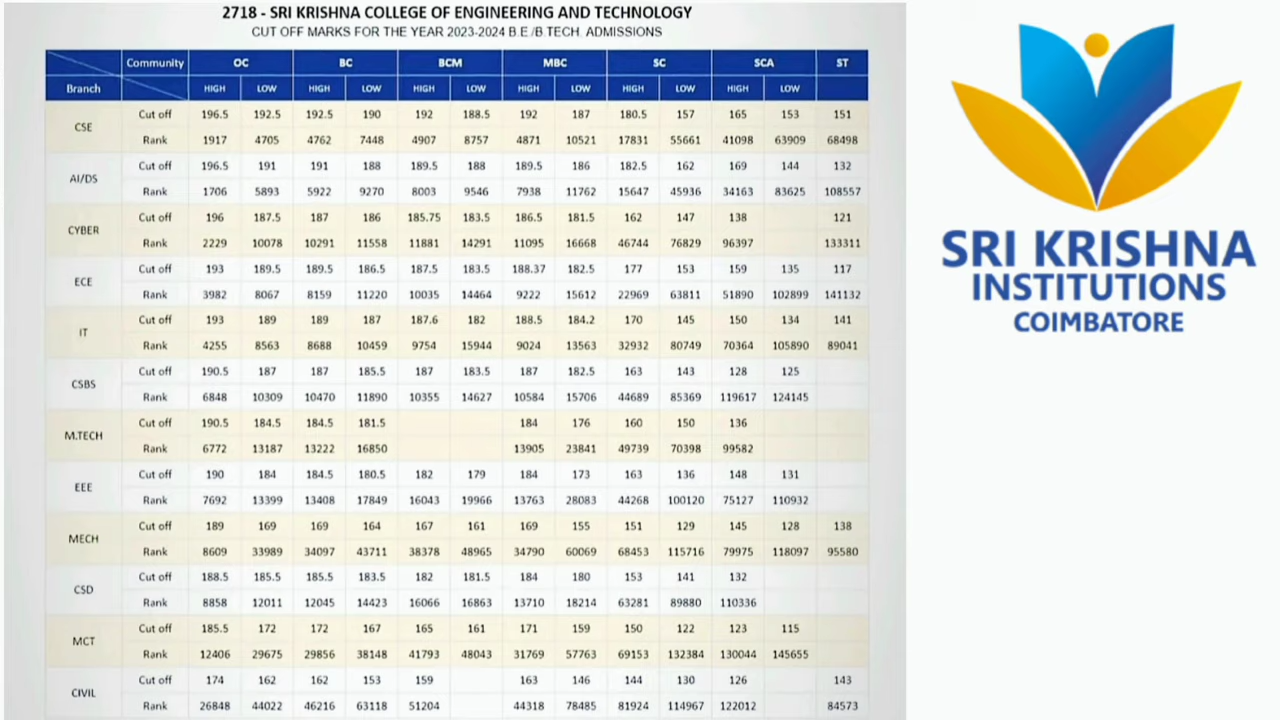 2718 - SRI KRISHNA COLLEGE OF ENGINEERING AND TECHNOLOGY
CUT OFF MARKS FOR THE YEAR 2023-2024 B.E./B.TECH. ADMISSIONS
Community OC BC BCM MBC SC SCA ST
Branch HIGH LOW HIGH LOW HIGH LOW HIGH LOW HIGH LOW HIGH LOW
CSE
Cut off 196.5 192.5 192.5 190 192 188.5 192 187 180.5 157 165 153 151
Rank 1917 4705 4762 7448 4907 8757 4871 10521 17831 55661 41098 63909 68498
AI/DS
Cut off 196.5 191 191 188 189.5 188 189.5 186 182.5 162 169 144 132
Rank 1706 5893 5922 9270 8003 9546 7938 11762 15647 45936 34163 83625 108557
CYBER
Cut off 196 187.5 187 186 185.75 183.5 186.5 181.5 162 147 138 121
Rank 2229 10078 10291 11558 11881 14291 11095 16668 46744 76829 96397 133311
ECE
Cut off 193 189.5 189.5 186.5 187.5 183.5 188.37 182.5 177 153 159 135 117
Rank 3982 8067 8159 11220 10035 14464 9222 15612 22969 63811 51890 102899 141132
IT
Cut off 193 189 189 187 187.6 182 188.5 184.2 170 145 150 134 141
Rank 4255 8563 8688 10459 9754 15944 9024 13563 32932 80749 70364 105890 89041
CSBS
Cut off 190.5 187 187 185.5 187 183.5 187 182.5 163 143 128 125
Rank 6848 10309 10470 11890 10355 14627 10584 15706 44689 85369 119617 124145
M.TECH
Cut off 190.5 184.5 184.5 181.5 184 176 160 150 136
Rank 6772 13187 13222 16850 13905 23841 49739 70398 99582
EEE
Cut off 190 184 184.5 180.5 182 179 184 173 163 136 148 131
Rank 7692 13399 13408 17849 16043 19966 13763 28083 44268 100120 75127 110932
MECH
Cut off 189 169 169 164 167 161 169 155 151 129 145 128 138
Rank 8609 33989 34097 43711 38378 48965 34790 60069 68453 115716 79975 118097 95580
CSD
Cut off 188.5 185.5 185.5 183.5 182 181.5 184 180 153 141 132
Rank 8858 12011 12045 14423 16066 16863 13710 18214 63281 89880 110336
MCT
Cut off 185.5 172 172 167 165 161 171 159 150 122 123 115
Rank 12406 29675 29856 38148 41793 48043 31769 57763 69153 132384 130044 145655
CIVIL
Cut off 174 162 162 153 159 163 146 144 130 126 143
Rank 26848 44022 46216 63118 51204 44318 78485 81924 114967 122012 84573
SRI KRISHNA
INSTITUTIONS
COIMBATORE